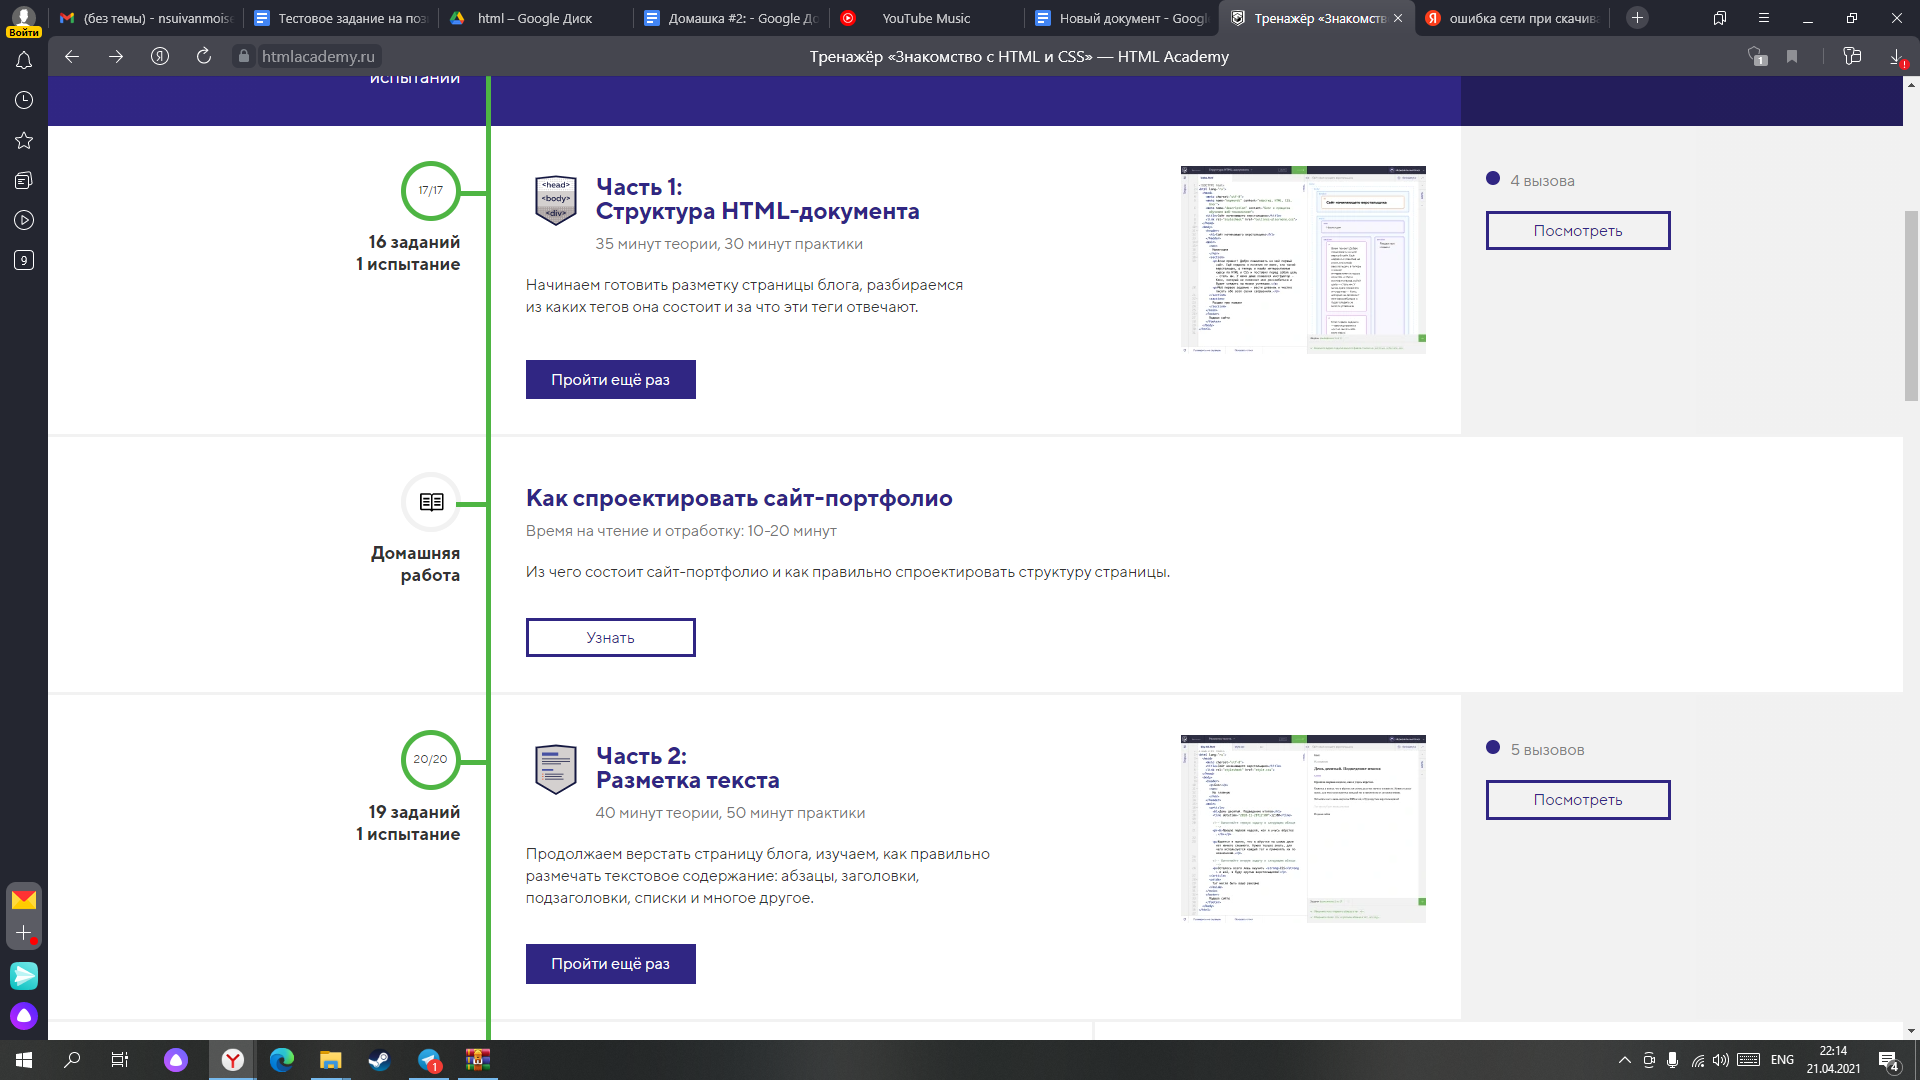 (без темы) - nsuivanmoise
Тестовое задание на поз
html – Google Диск
Домашка #2: - Google До
YouTube Music
Новый документ - Googl
Тренажёр «Знакомств
ошибка сети при скачива
Войти
htmlacademy.ru
Тренажёр «Знакомство с HTML и CSS» — HTML Academy
1
9
испытаний
17/17
16 заданий
1 испытание
<head>
<body>
<div>
Часть 1:
Структура HTML-документа
35 минут теории, 30 минут практики
Начинаем готовить разметку страницы блога, разбираемся
из каких тегов она состоит и за что эти теги отвечают.
Пройти ещё раз
4 вызова
Посмотреть
Домашняя
работа
Как спроектировать сайт-портфолио
Время на чтение и отработку: 10-20 минут
Из чего состоит сайт-портфолио и как правильно спроектировать структуру страницы.
Узнать
20/20
19 заданий
1 испытание
Часть 2:
Разметка текста
40 минут теории, 50 минут практики
Продолжаем верстать страницу блога, изучаем, как правильно
размечать текстовое содержание: абзацы, заголовки,
подзаголовки, списки и многое другое.
Пройти ещё раз
5 вызовов
Посмотреть
1
ENG
22:14
21.04.2021
4